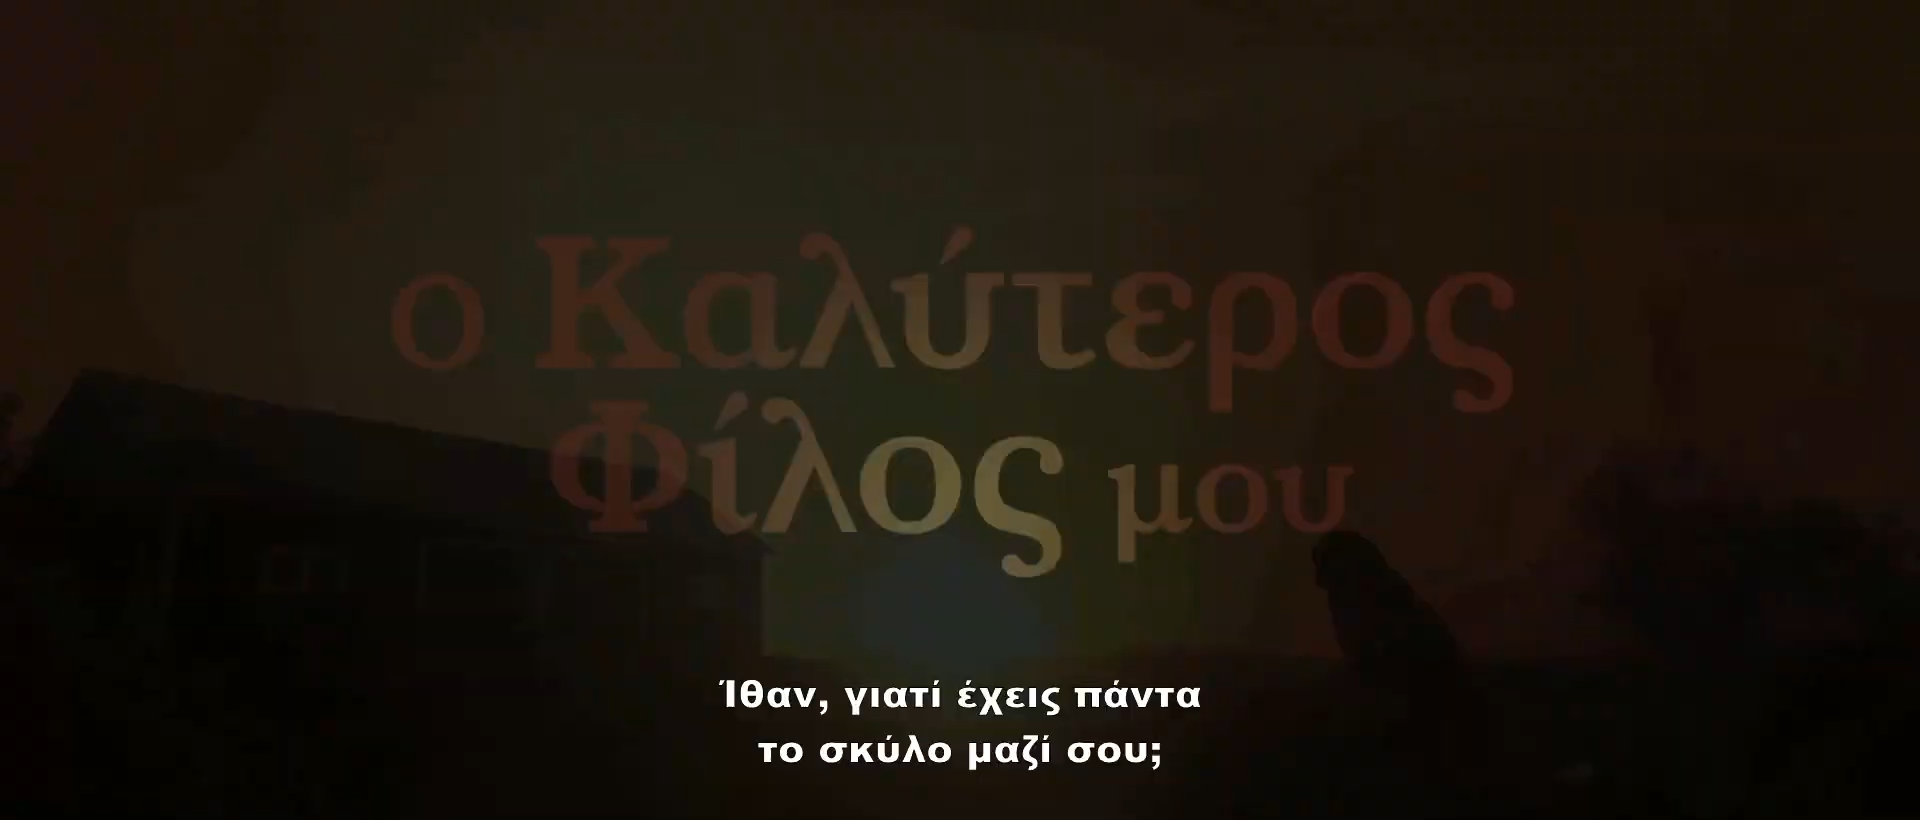 ο Καλύτερος
Φίλος μου
Ίθαν, γιατί έχεις πάντα
το σκύλο μαζί σου;